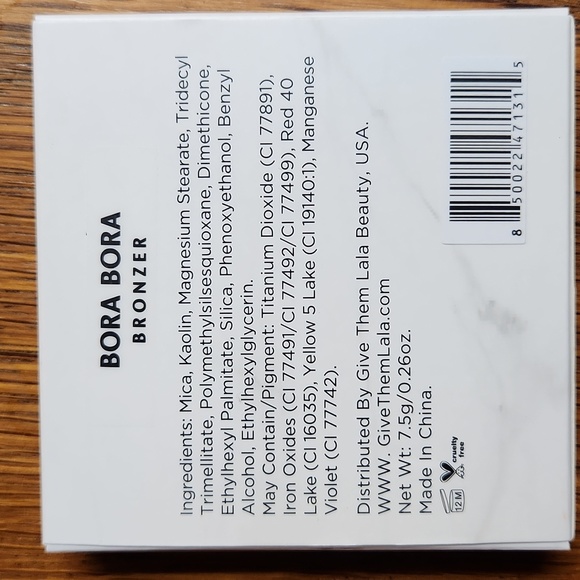 BORA BORA
BRONZER
Ingredients: Mica, Kaolin, Magnesium Stearate, Tridecyl
Trimellitate, Polymethylsilsesquioxane, Dimethicone,
Ethylhexyl Palmitate, Silica, Phenoxyethanol, Benzyl
Alcohol, Ethylhexylglycerin.
May Contain/Pigment: Titanium Dioxide (CI 77891),
Iron Oxides (CI 77491/CI 77492/CI 77499), Red 40
Lake (CI 16035), Yellow 5 Lake (CI 19140:1), Manganese
Violet (CI 77742).
Distributed By Give Them Lala Beauty, USA.
WWW. GiveThemLala.com
Net Wt: 7.5g/0.26oz.
Made In China.
12 M
cruelty
free
8 50022 47131 5